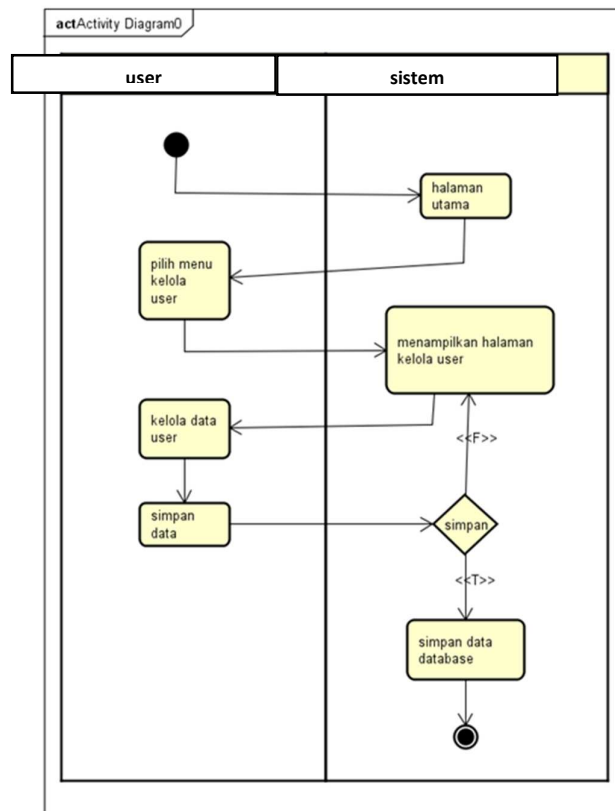 actActivity Diagram0
user
sistem
halaman
utama
pilih menu
kelola
user
menampilkan halaman
kelola user
kelola data
user
<<F>>
simpan
data
simpan
<<T>>
simpan data
database